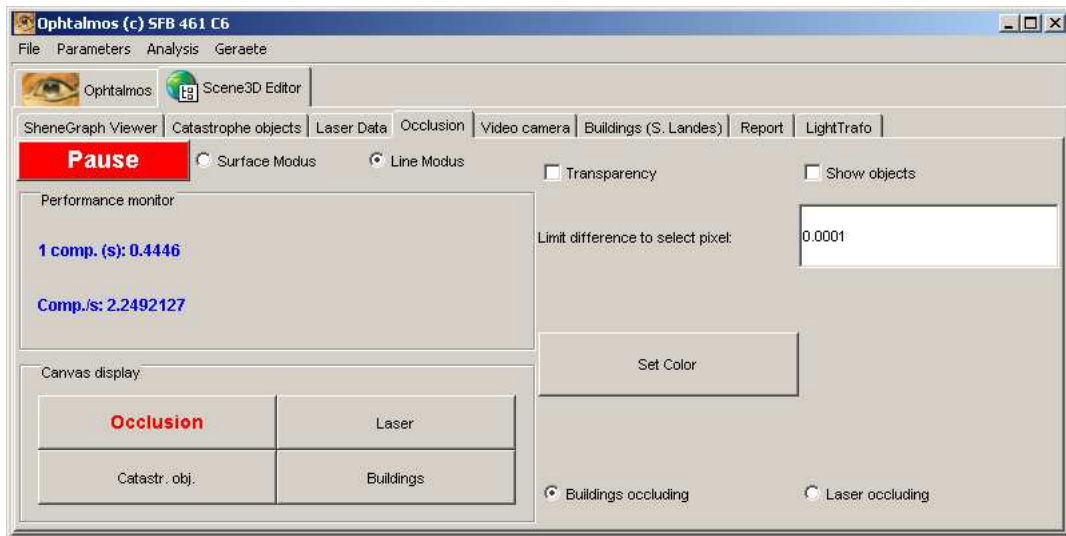 Ophtalmos (c) SFB 461 C6
File Parameters Analysis Geraete
Ophtalmos Scene3D Editor
SheneGraph Viewer Catastrophe objects Laser Data Occlusion Video camera Buildings (S. Landes) Report LightTrafo
Pause Surface Modus Line Modus
Transparency Show objects
Performance monitor
1 comp. (s): 0.4446
Comp./s: 2.2492127
Limit difference to select pixel: 0.0001
Set Color
Canvas display
Occlusion Laser
Catastr. obj. Buildings
Buildings occluding Laser occluding